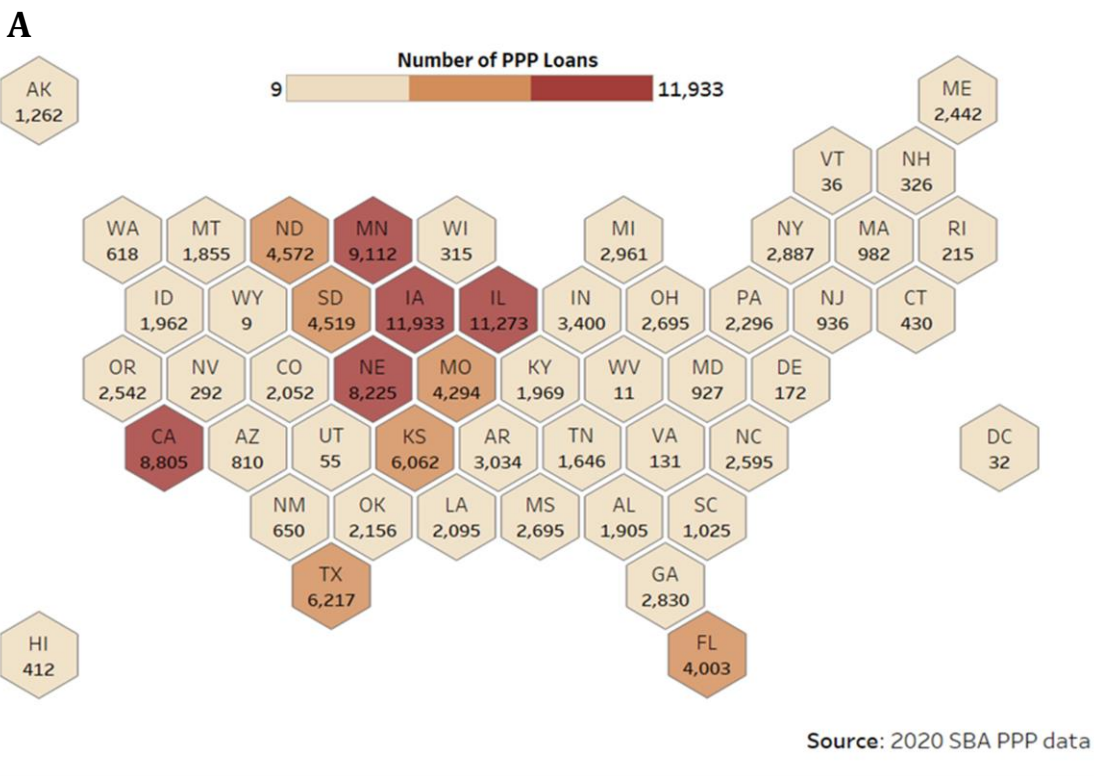 A
Number of PPP Loans
9 11,933
AK
1,262
ME
2,442
VT
36
NH
326
WA
618
MT
1,855
ND
4,572
MN
9,112
WI
315
MI
2,961
NY
2,887
MA
982
RI
215
ID
1,962
WY
9
SD
4,519
IA
11,933
IL
11,273
IN
3,400
OH
2,695
PA
2,296
NJ
936
CT
430
OR
2,542
NV
292
CO
2,052
NE
8,225
MO
4,294
KY
1,969
WV
11
MD
927
DE
172
CA
8,805
AZ
810
UT
55
KS
6,062
AR
3,034
TN
1,646
VA
131
NC
2,595
DC
32
NM
650
OK
2,156
LA
2,095
MS
2,695
AL
1,905
SC
1,025
TX
6,217
GA
2,830
HI
412
FL
4,003
Source: 2020 SBA PPP data